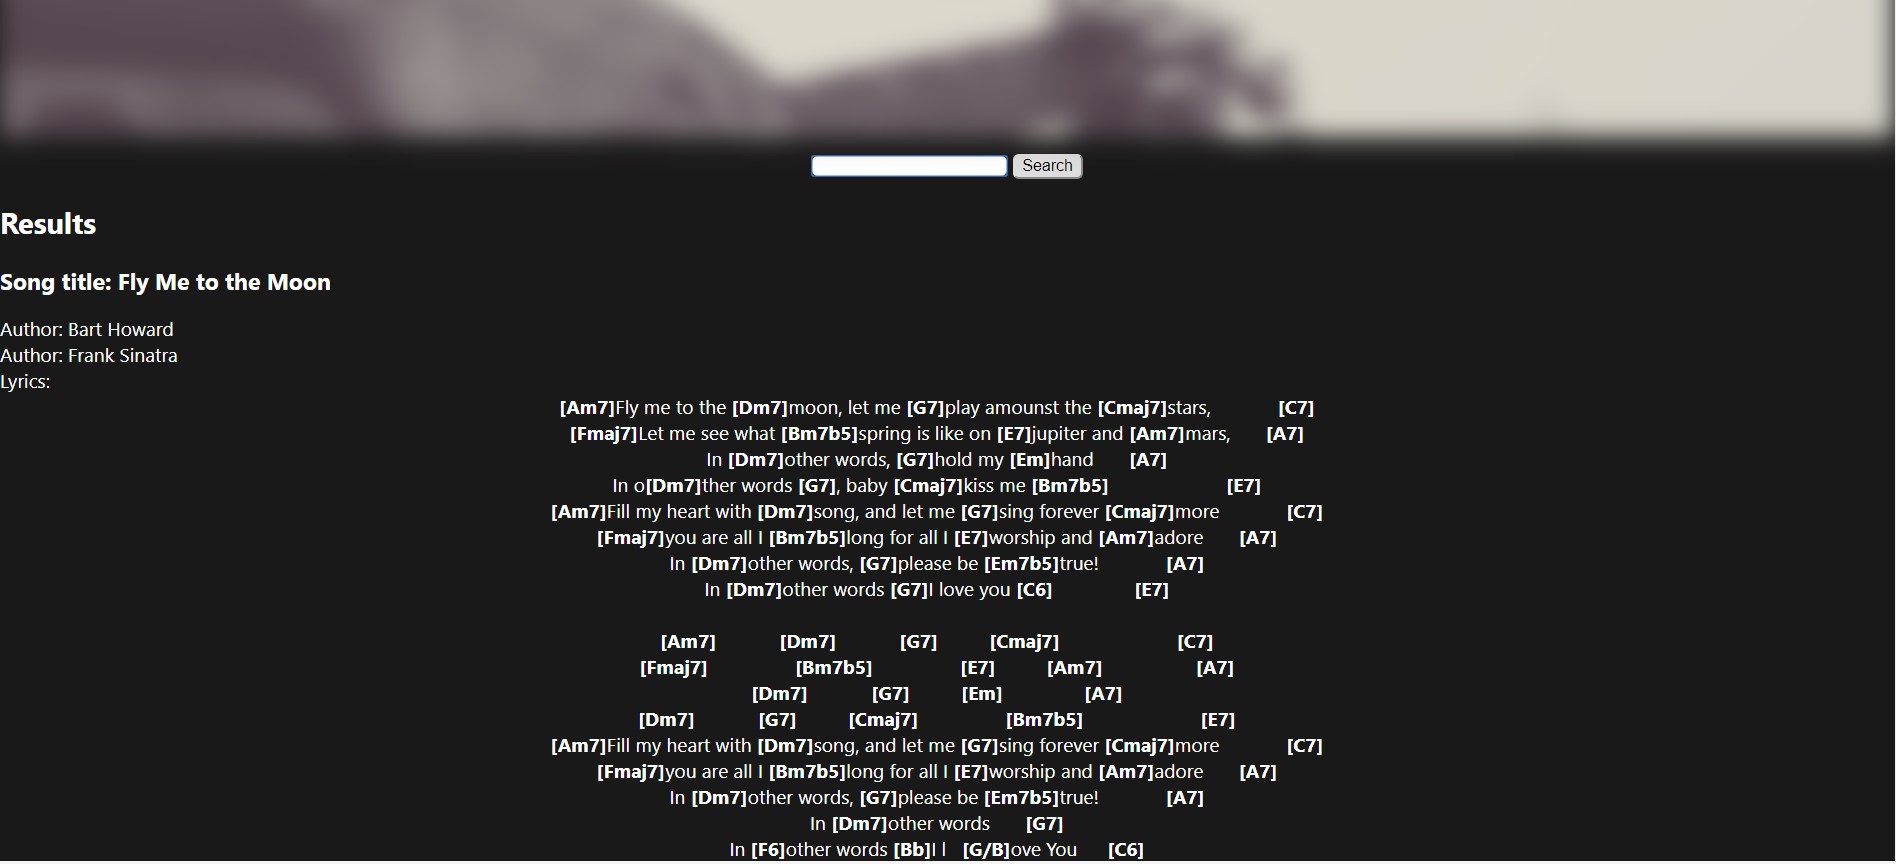 Search
Results
Song title: Fly Me to the Moon
Author: Bart Howard
Author: Frank Sinatra
Lyrics:
[Am7]Fly me to the [Dm7]moon, let me [G7]play amounst the [Cmaj7]stars, [C7]
[Fmaj7]Let me see what [Bm7b5]spring is like on [E7]jupiter and [Am7]mars, [A7]
In [Dm7]other words, [G7]hold my [Em]hand [A7]
In o[Dm7]ther words [G7], baby [Cmaj7]kiss me [Bm7b5] [E7]
[Am7]Fill my heart with [Dm7]song, and let me [G7]sing forever [Cmaj7]more [C7]
[Fmaj7]you are all I [Bm7b5]long for all I [E7]worship and [Am7]adore [A7]
In [Dm7]other words, [G7]please be [Em7b5]true! [A7]
In [Dm7]other words [G7]I love you [C6] [E7]
[Am7] [Dm7] [G7] [Cmaj7] [C7]
[Fmaj7] [Bm7b5] [E7] [Am7] [A7]
[Dm7] [G7] [Em] [A7]
[Dm7] [G7] [Cmaj7] [Bm7b5] [E7]
[Am7]Fill my heart with [Dm7]song, and let me [G7]sing forever [Cmaj7]more [C7]
[Fmaj7]you are all I [Bm7b5]long for all I [E7]worship and [Am7]adore [A7]
In [Dm7]other words, [G7]please be [Em7b5]true! [A7]
In [Dm7]other words [G7]
In [F6]other words [Bb]I l [G/B]ove You [C6]